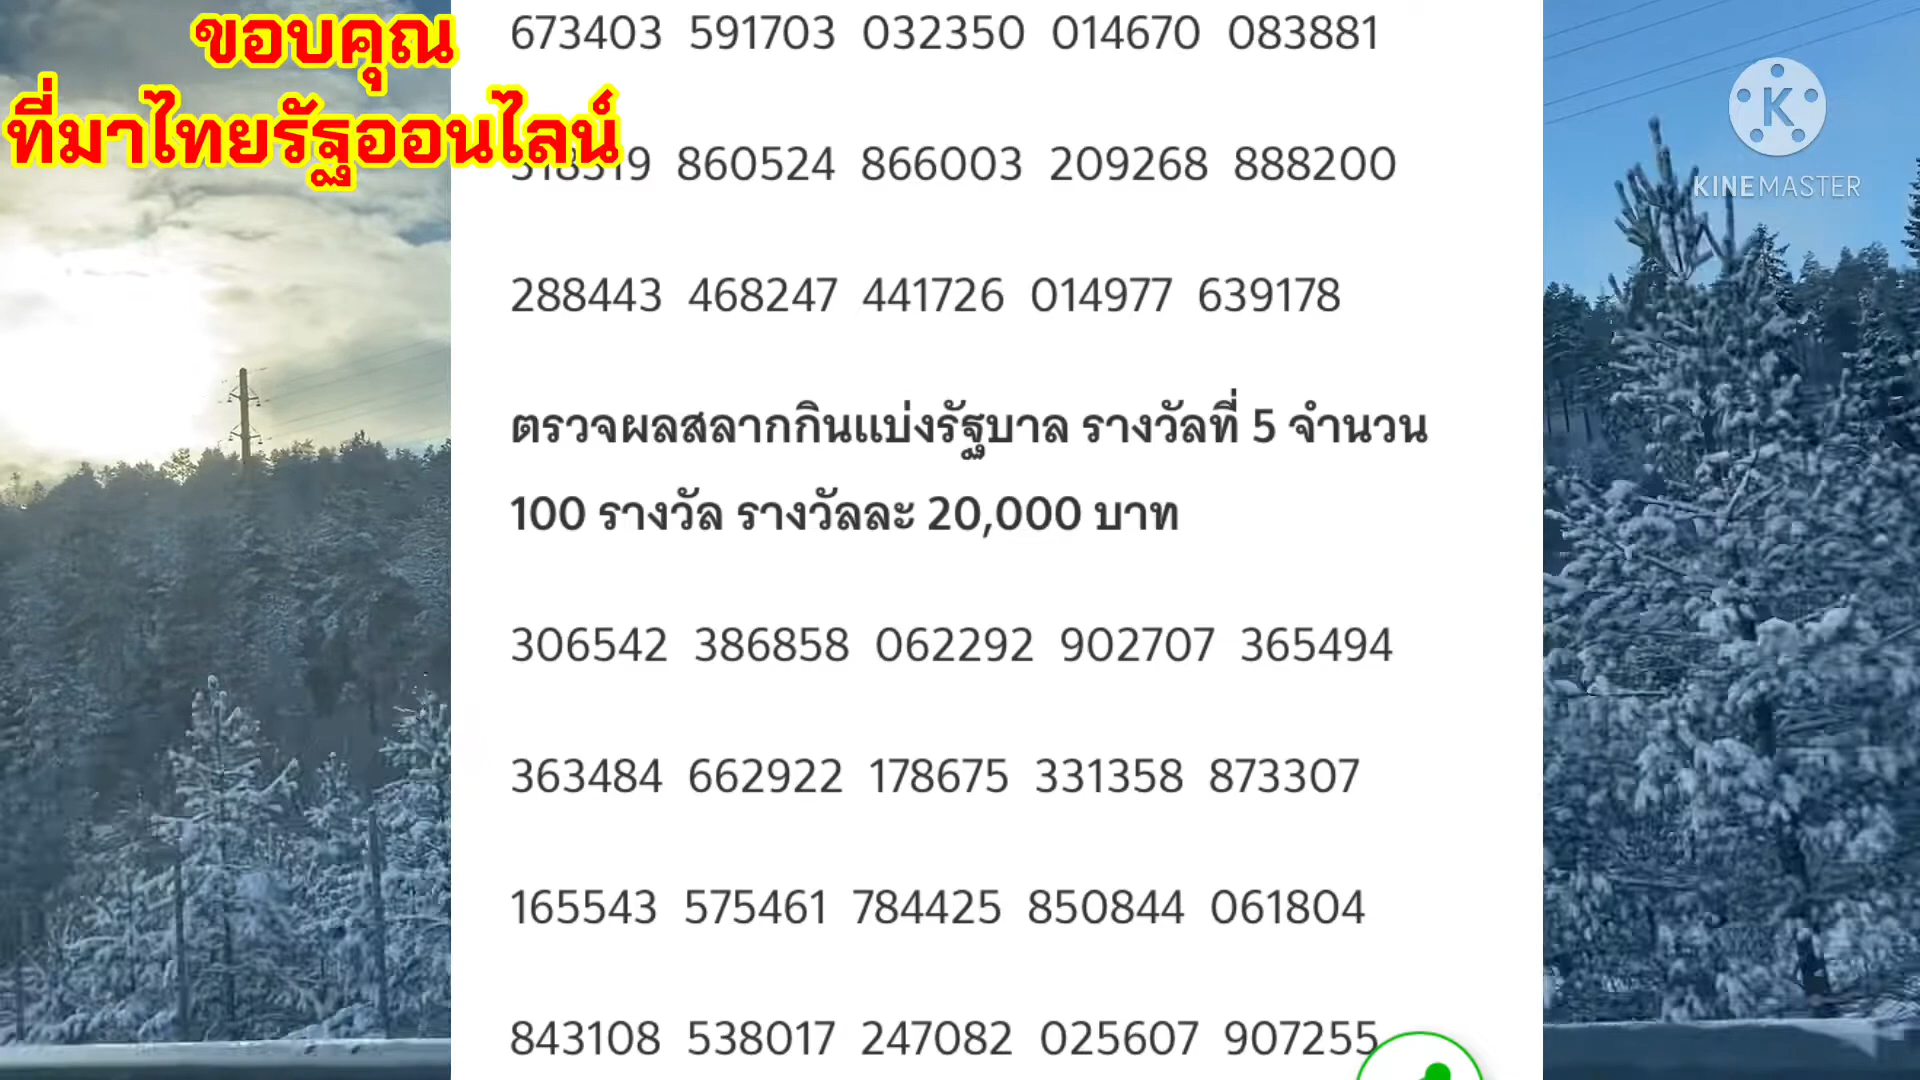 ขอบคุณ
ที่มาไทยรัฐออนไลน์
673403 591703 032350 014670 083881
860524 866003 209268 888200
288443 468247 441726 014977 639178
ตรวจผลสลากกินแบ่งรัฐบาล รางวัลที่ 5 จำนวน
100 รางวัล รางวัลละ 20,000 บาท
306542 386858 062292 902707 365494
363484 662922 178675 331358 873307
165543 575461 784425 850844 061804
843108 538017 247082 025607 907255
K
KINEMASTER